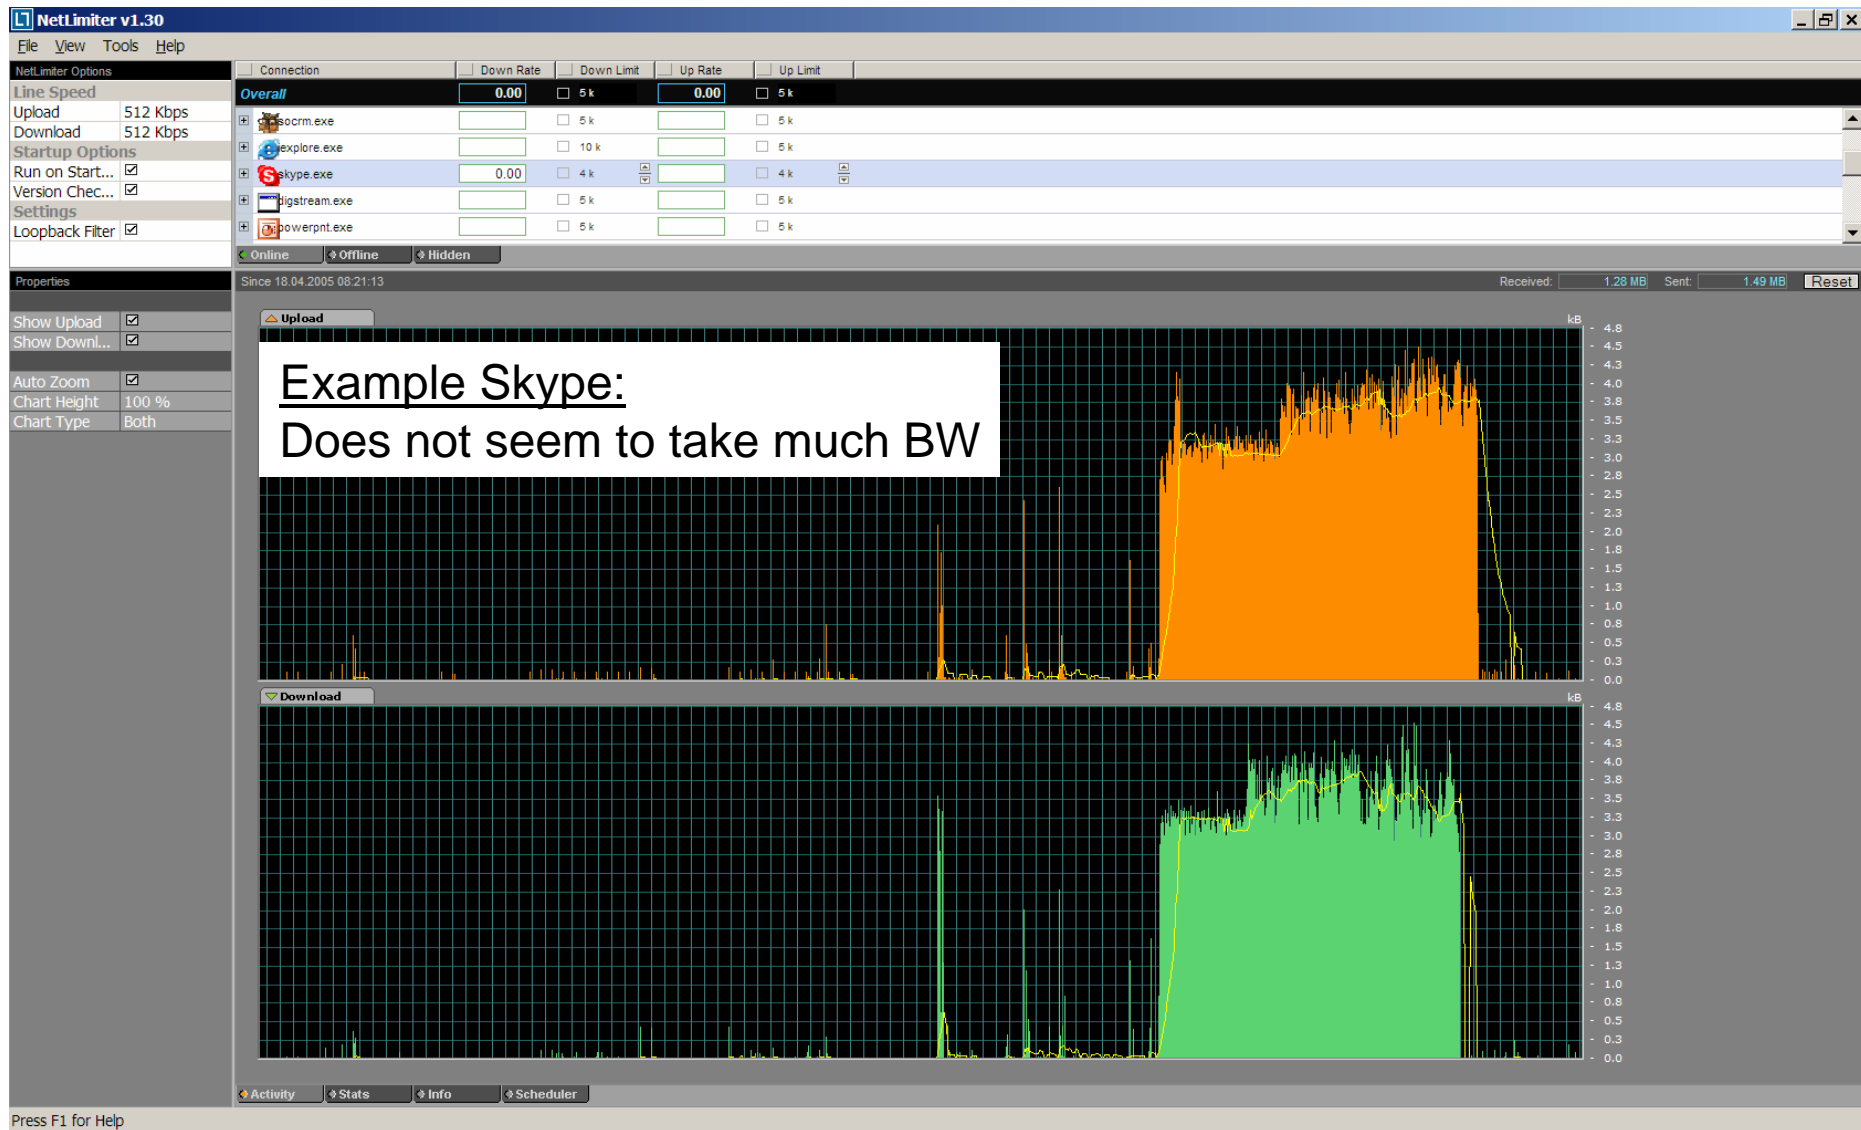 NetLimiter v1.30
File View Tools Help
NetLimiter Options
Line Speed
Upload 512 Kbps
Download 512 Kbps
Startup Options
Run on Start... 
Version Chec...
Settings
Loopback Filter
Connection Down Rate Down Limit Up Rate Up Limit
Overall 0.00 5 k 0.00 5 k
socrm.exe 5 k 5 k
explore.exe 10 k 5 k
skype.exe 0.00 4 k 4 k
digstream.exe 5 k 5 k
powerpnt.exe 5 k 5 k
Online Offline Hidden
Properties
Show Upload
Show Downl...
Auto Zoom
Chart Height 100 %
Chart Type Both
Since 18.04.2005 08:21:13 Received: 1.28 MB Sent: 1.49 MB Reset
Upload
kB
4.8
4.5
4.3
4.0
3.8
3.5
3.3
3.0
2.8
2.5
2.3
2.0
1.8
1.5
1.3
1.0
0.8
0.5
0.3
0.0
Example Skype:
Does not seem to take much BW
Download
kB
4.8
4.5
4.3
4.0
3.8
3.5
3.3
3.0
2.8
2.5
2.3
2.0
1.8
1.5
1.3
1.0
0.8
0.5
0.3
0.0
Activity Stats Info Scheduler
Press F1 for Help